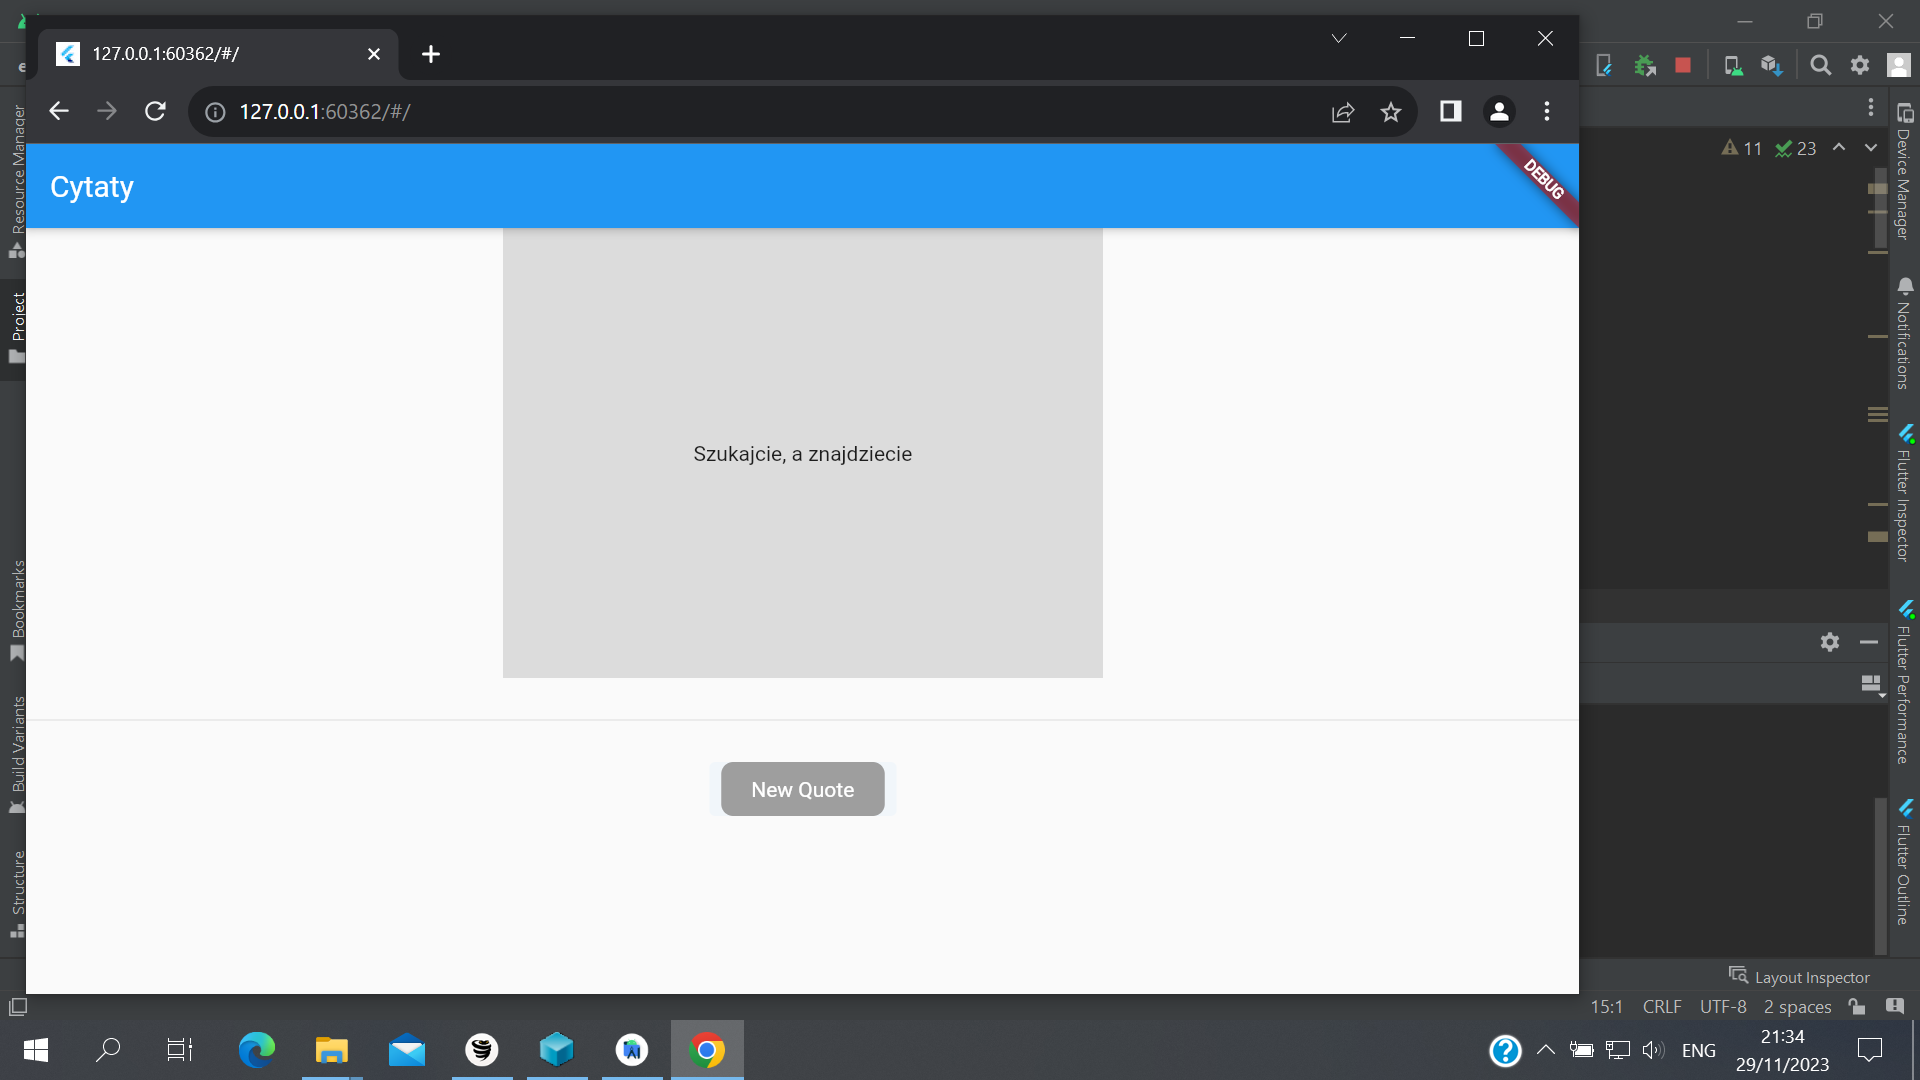 127.0.0.1:60362/#/
127.0.0.1:60362/#/
Cytaty
DEBUG
Szukajcie, a znajdziecie
New Quote
Resource Manager
Project
Bookmarks
Build Variants
Structure
11
23
Device Manager
Notifications
Flutter Inspector
Flutter Performance
Flutter Outline
Layout Inspector
15:1 CRLF UTF-8 2 spaces
ENG
21:34
29/11/2023